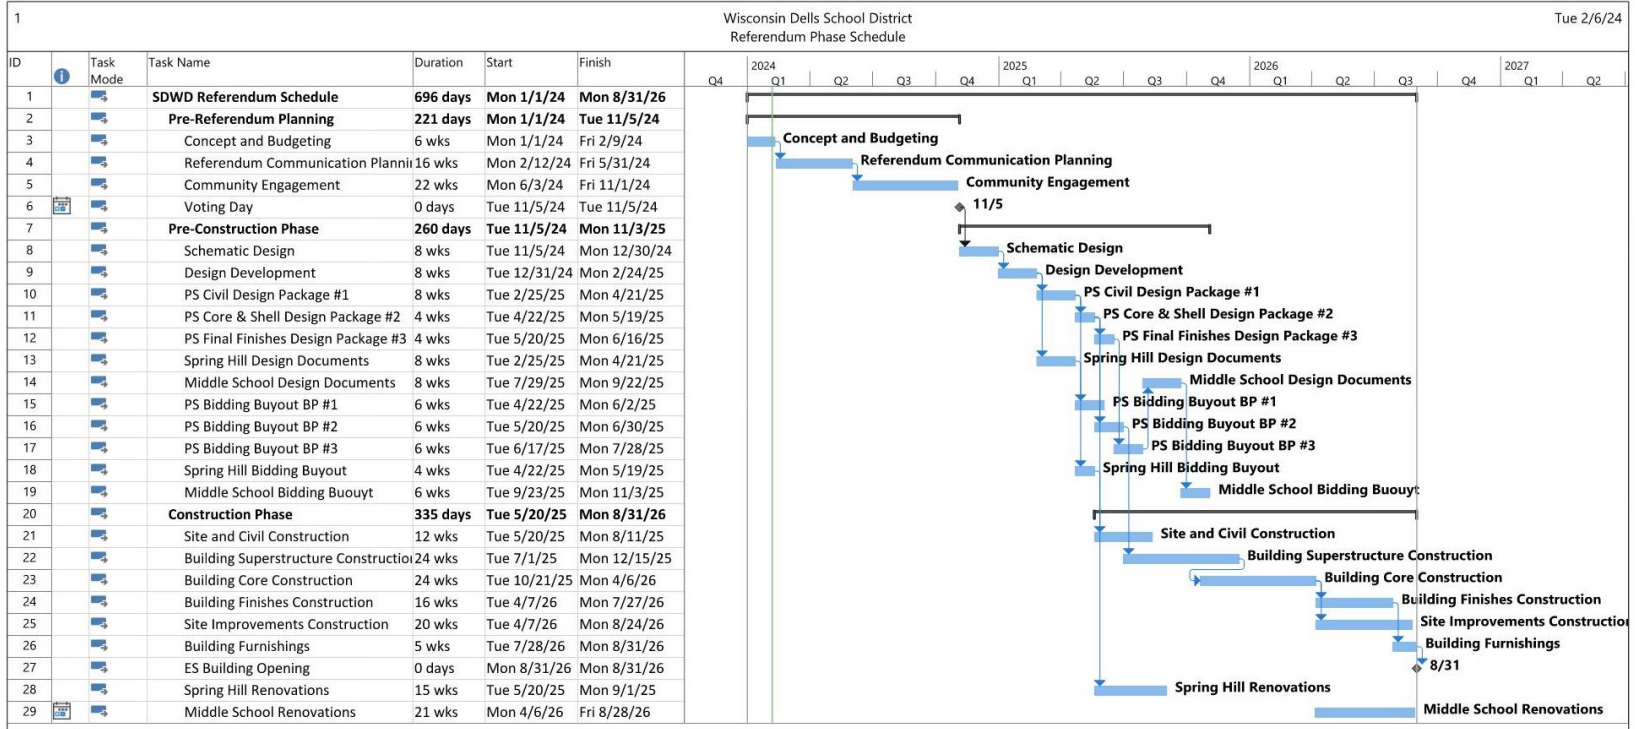 1 Wisconsin Dells School District Tue 2/6/24
Referendum Phase Schedule
ID Task Mode Task Name Duration Start Finish 2024 2025 2026 2027
Q4 Q1 Q2 Q3 Q4 Q1 Q2 Q3 Q4 Q1 Q2 Q3 Q4 Q1 Q2
1 SDWD Referendum Schedule 696 days Mon 1/1/24 Mon 8/31/26
2 Pre-Referendum Planning 221 days Mon 1/1/24 Tue 11/5/24
3 Concept and Budgeting 6 wks Mon 1/1/24 Fri 2/9/24 Concept and Budgeting
4 Referendum Communication Plannin 16 wks Mon 2/12/24 Fri 5/31/24 Referendum Communication Planning
5 Community Engagement 22 wks Mon 6/3/24 Fri 11/1/24 Community Engagement
6 Voting Day 0 days Tue 11/5/24 Tue 11/5/24 11/5
7 Pre-Construction Phase 260 days Tue 11/5/24 Mon 11/3/25
8 Schematic Design 8 wks Tue 11/5/24 Mon 12/30/24 Schematic Design
9 Design Development 8 wks Tue 12/31/24 Mon 2/24/25 Design Development
10 PS Civil Design Package #1 8 wks Tue 2/25/25 Mon 4/21/25 PS Civil Design Package #1
11 PS Core & Shell Design Package #2 4 wks Tue 4/22/25 Mon 5/19/25 PS Core & Shell Design Package #2
12 PS Final Finishes Design Package #3 4 wks Tue 5/20/25 Mon 6/16/25 PS Final Finishes Design Package #3
13 Spring Hill Design Documents 8 wks Tue 2/25/25 Mon 4/21/25 Spring Hill Design Documents
14 Middle School Design Documents 8 wks Tue 7/29/25 Mon 9/22/25 Middle School Design Documents
15 PS Bidding Buyout BP #1 6 wks Tue 4/22/25 Mon 6/2/25 PS Bidding Buyout BP #1
16 PS Bidding Buyout BP #2 6 wks Tue 5/20/25 Mon 6/30/25 PS Bidding Buyout BP #2
17 PS Bidding Buyout BP #3 6 wks Tue 6/17/25 Mon 7/28/25 PS Bidding Buyout BP #3
18 Spring Hill Bidding Buyout 4 wks Tue 4/22/25 Mon 5/19/25 Spring Hill Bidding Buyout
19 Middle School Bidding Buouyt 6 wks Tue 9/23/25 Mon 11/3/25 Middle School Bidding Buouyt
20 Construction Phase 335 days Tue 5/20/25 Mon 8/31/26
21 Site and Civil Construction 12 wks Tue 5/20/25 Mon 8/11/25 Site and Civil Construction
22 Building Superstructure Constructio 24 wks Tue 7/1/25 Mon 12/15/25 Building Superstructure Construction
23 Building Core Construction 24 wks Tue 10/21/25 Mon 4/6/26 Building Core Construction
24 Building Finishes Construction 16 wks Tue 4/7/26 Mon 7/27/26 Building Finishes Construction
25 Site Improvements Construction 20 wks Tue 4/7/26 Mon 8/24/26 Site Improvements Construction
26 Building Furnishings 5 wks Tue 7/28/26 Mon 8/31/26 Building Furnishings
27 ES Building Opening 0 days Mon 8/31/26 Mon 8/31/26 8/31
28 Spring Hill Renovations 15 wks Tue 5/20/25 Mon 9/1/25 Spring Hill Renovations
29 Middle School Renovations 21 wks Mon 4/6/26 Fri 8/28/26 Middle School Renovations